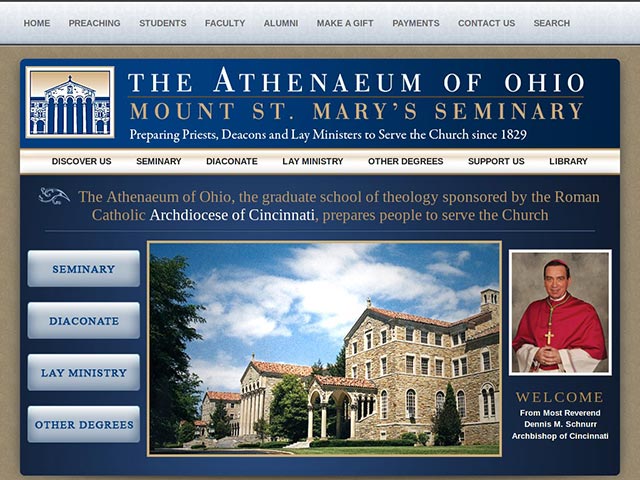 HOME PREACHING STUDENTS FACULTY ALUMNI MAKE A GIFT PAYMENTS CONTACT US SEARCH
THE ATHENAEUM OF OHIO
MOUNT ST. MARY'S SEMINARY
Preparing Priests, Deacons and Lay Ministers to Serve the Church since 1829
DISCOVER US SEMINARY DIACONATE LAY MINISTRY OTHER DEGREES SUPPORT US LIBRARY
The Athenaeum of Ohio, the graduate school of theology sponsored by the Roman
Catholic Archdiocese of Cincinnati, prepares people to serve the Church
SEMINARY
DIACONATE
LAY MINISTRY
OTHER DEGREES
WELCOME
From Most Reverend
Dennis M. Schnurr
Archbishop of Cincinnati